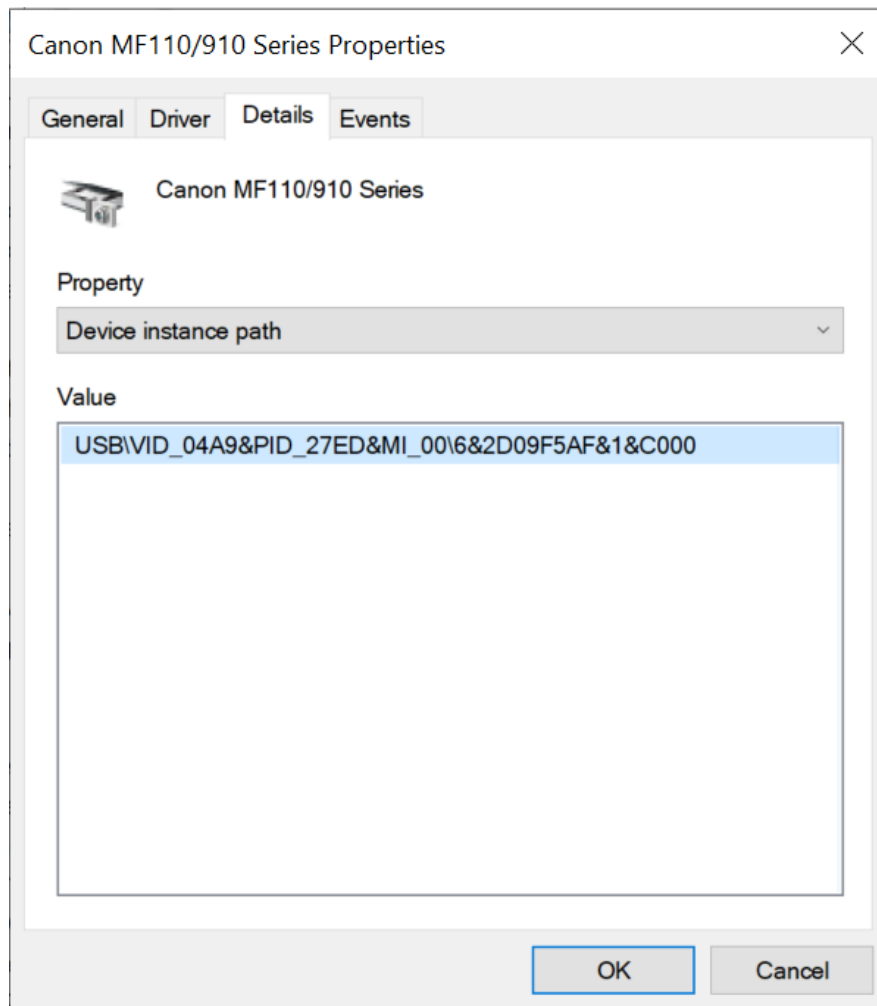 Canon MF110/910 Series Properties
General Driver Details Events
Canon MF110/910 Series
Property
Device instance path
Value
USB\VID_04A9&PID_27ED&MI_00\6&2D09F5AF&1&C000
OK Cancel